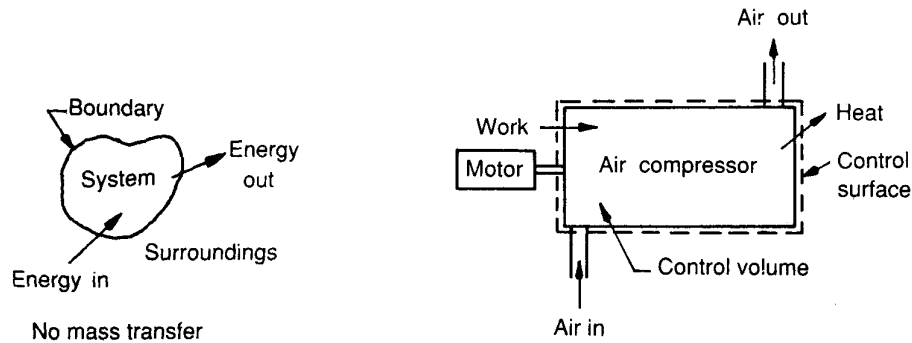 Boundary
System
Energy
out
Surroundings
Energy in
No mass transfer
Air out
Work
Heat
Motor
Air compressor
Control
surface
Control volume
Air in